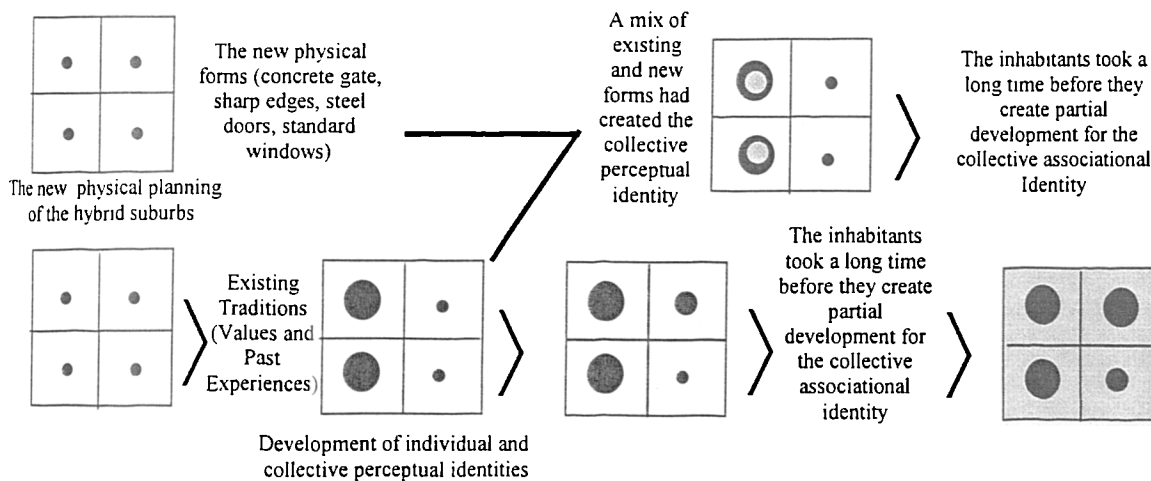 The new physical
forms (concrete gate,
sharp edges, steel
doors, standard
windows)
The new physical planning
of the hybrid suburbs
A mix of
existing
and new
forms had
created the
collective
perceptual
identity
The inhabitants took a
long time before they
create partial
development for the
collective associational
Identity
Existing
Traditions
(Values and
Past
Experiences)
Development of individual and
collective perceptual identities
The inhabitants
took a long time
before they create
partial
development for
the collective
associational
identity